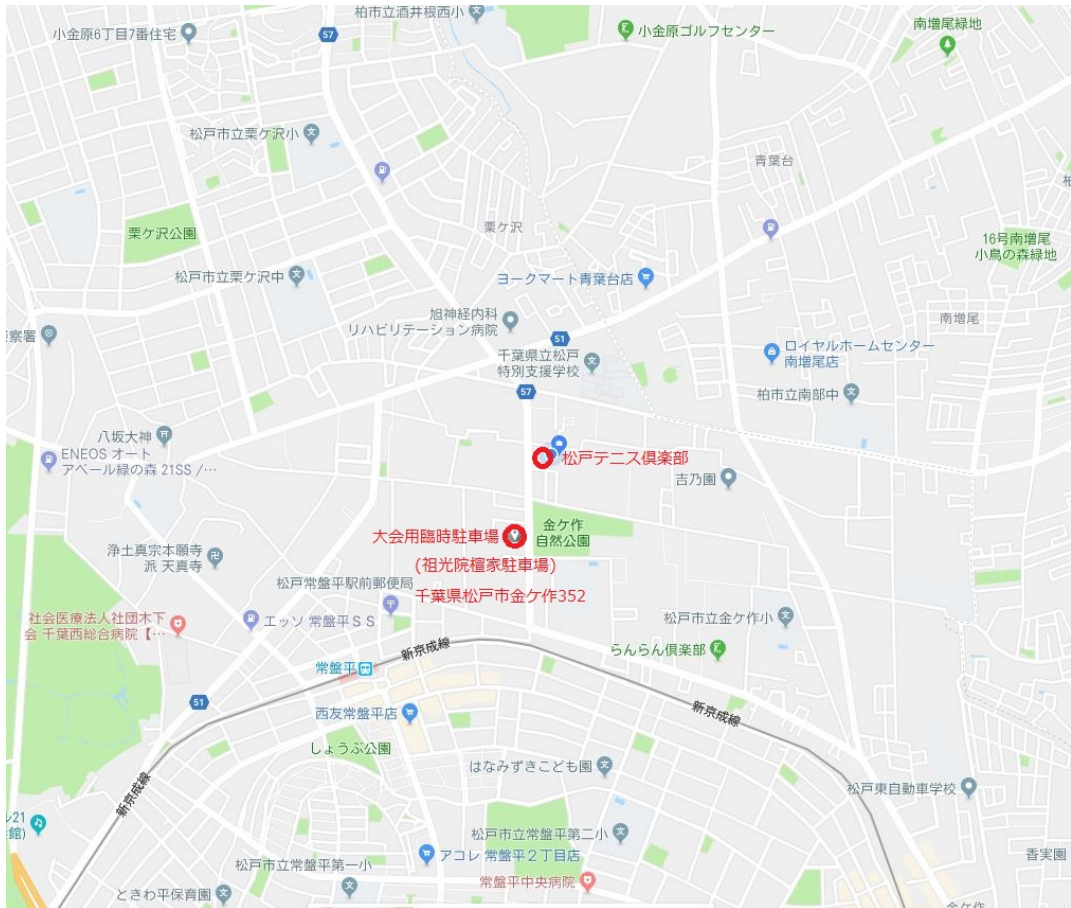 柏市立酒井根西小
小金原6丁目7番住宅
57
小金原ゴルフセンター
南増尾緑地
松戸市立栗ケ沢小
青葉台
栗ケ沢公園
栗ケ沢
16号南増尾
小鳥の森緑地
松戸市立栗ケ沢中
ヨークマート青葉台店
旭神経内科
リハビリテーション病院
南増尾
察署
51
千葉県立松戸
特別支援学校
ロイヤルホームセンター
南増尾店
57
柏市立南部中
八坂大神
ENEOS オート
アベール緑の森 21SS /…
松戸テニス倶楽部
吉乃園
大会用臨時駐車場
(祖光院檀家駐車場)
千葉県松戸市金ケ作352
金ケ作
自然公園
浄土真宗本願寺
派 天真寺
松戸常盤平駅前郵便局
社会医療法人社団木下
会 千葉西総合病院【…
エッソ 常盤平ＳＳ
松戸市立金ケ作小
らんらん倶楽部
新京成線
常盤平
51
西友常盤平店
新京成線
しょうぶ公園
はなみずきこども園
新京成線
松戸東自動車学校
ル21
館)
松戸市立常盤平第二小
アコレ 常盤平２丁目店
香実園
松戸市立常盤平第一小
常盤平中央病院
ときわ平保育園
金ケ作